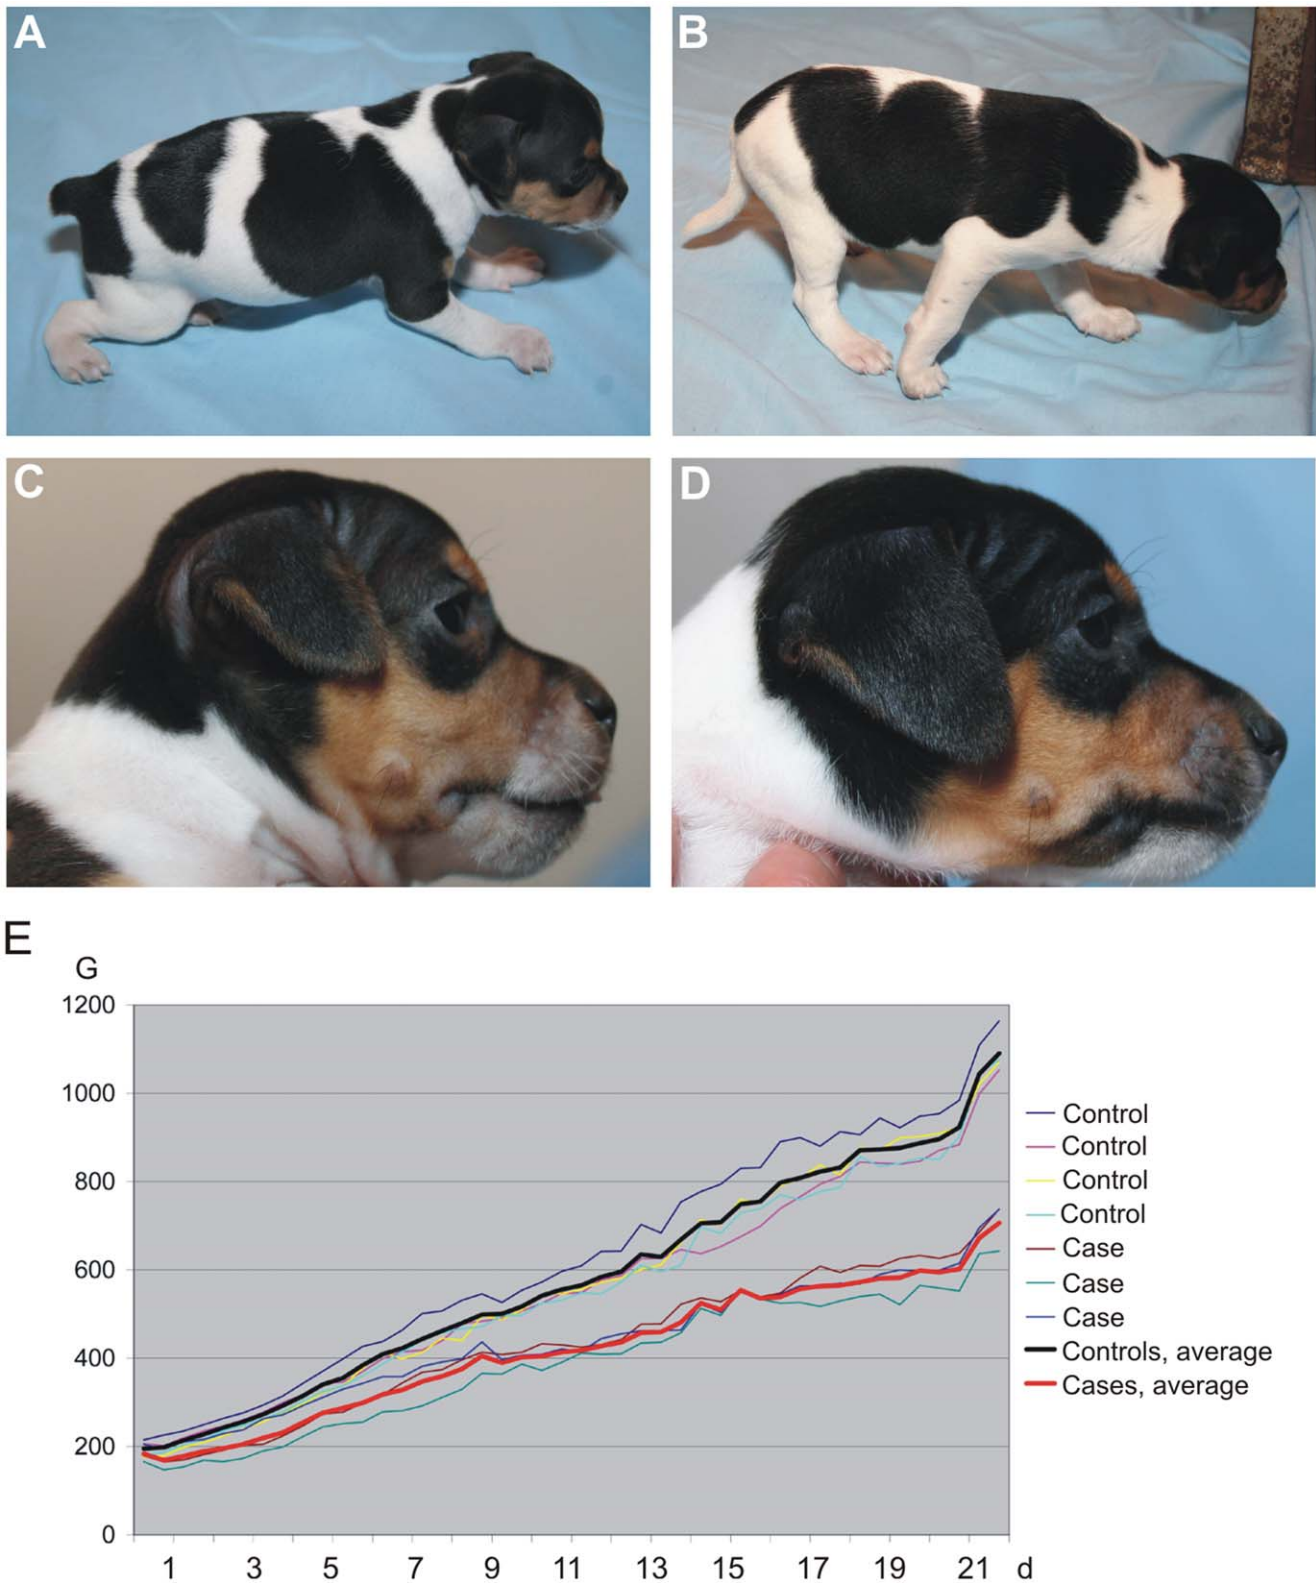 A
B
C
D
E
G
1200
1000
800
600
400
200
0
1 3 5 7 9 11 13 15 17 19 21 d
Control
Control
Control
Control
Case
Case
Case
Controls, average
Cases, average